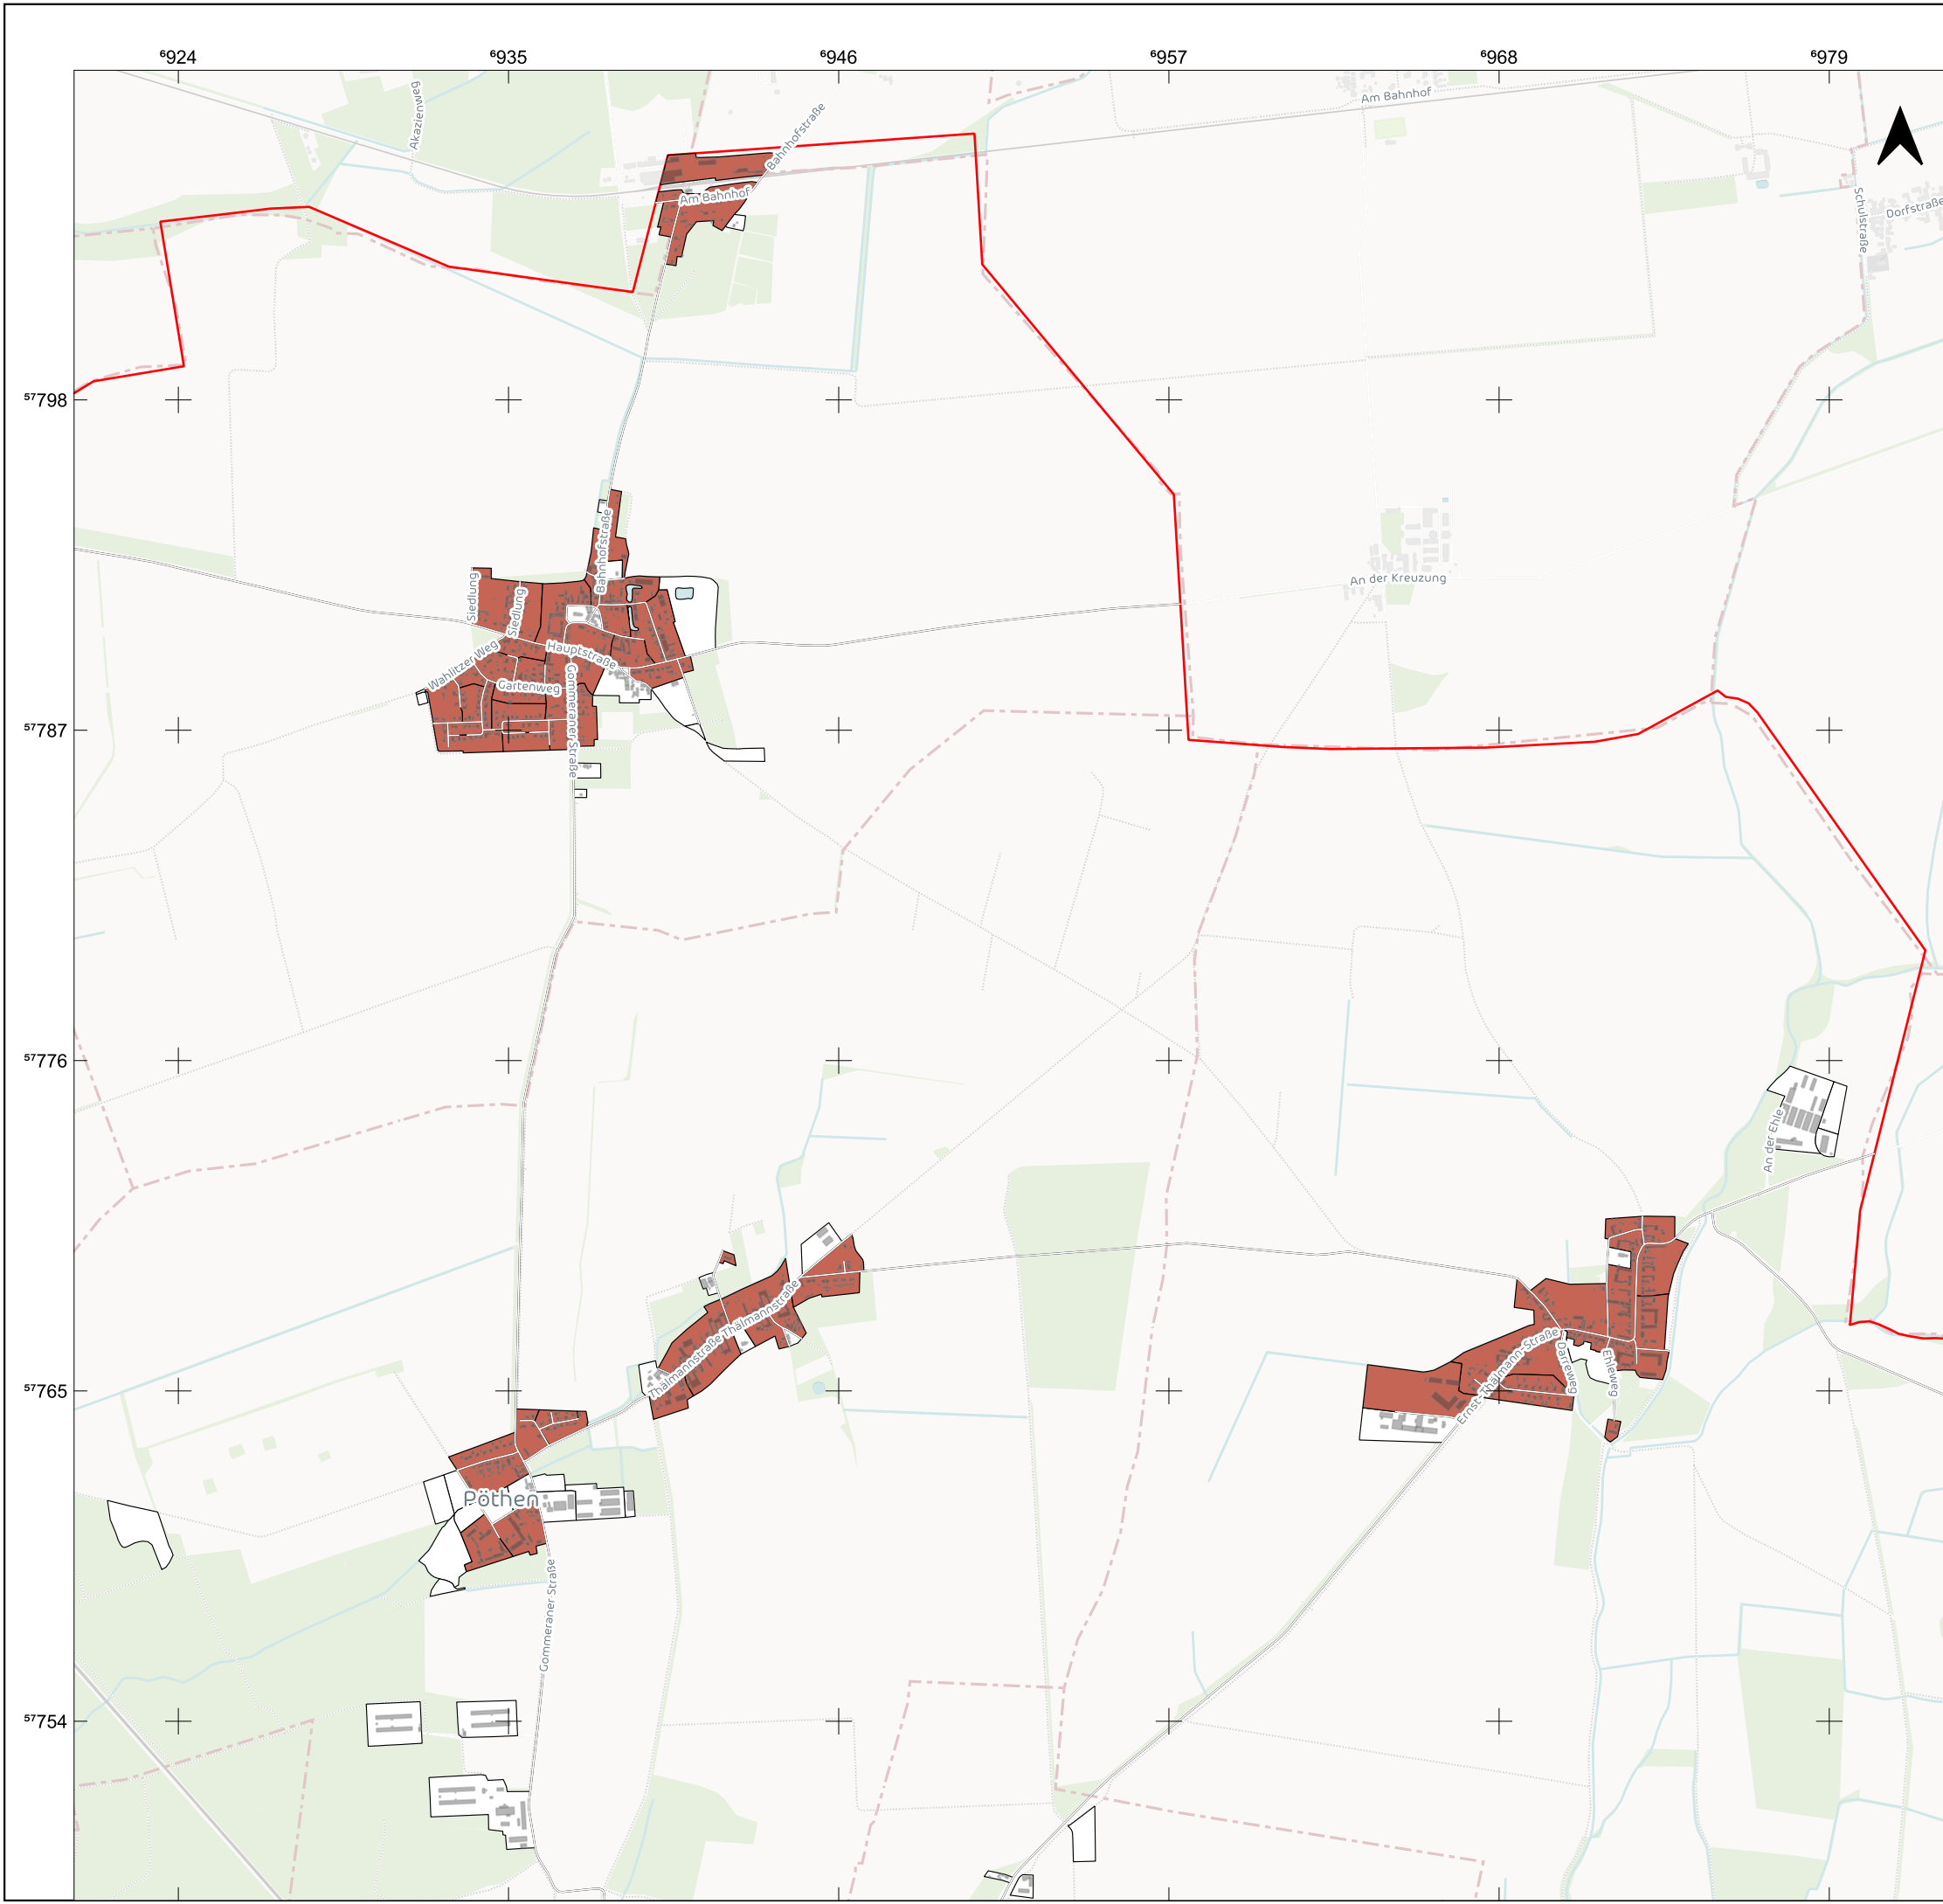 ⁶924 ⁶935 ⁶946 ⁶957 ⁶968 ⁶979
Akazienweg
Bahnhofstraße
Am Bahnhof
Am Bahnhof
Schulstraße
Dorfstraße
⁵⁷798
Bahnhofstraße
Siedlung
Siedlung
An der Kreuzung
Wahlitzer Weg
Hauptstraße
Gartenweg
Gommeraner Straße
⁵⁷787
⁵⁷776
An der Ehle
Thälmannstraße
Thälmannstraße
Ernst-Thälmann-Straße
Darreweg
Ehleweg
⁵⁷765
Pöthen
Gommeraner Straße
⁵⁷754